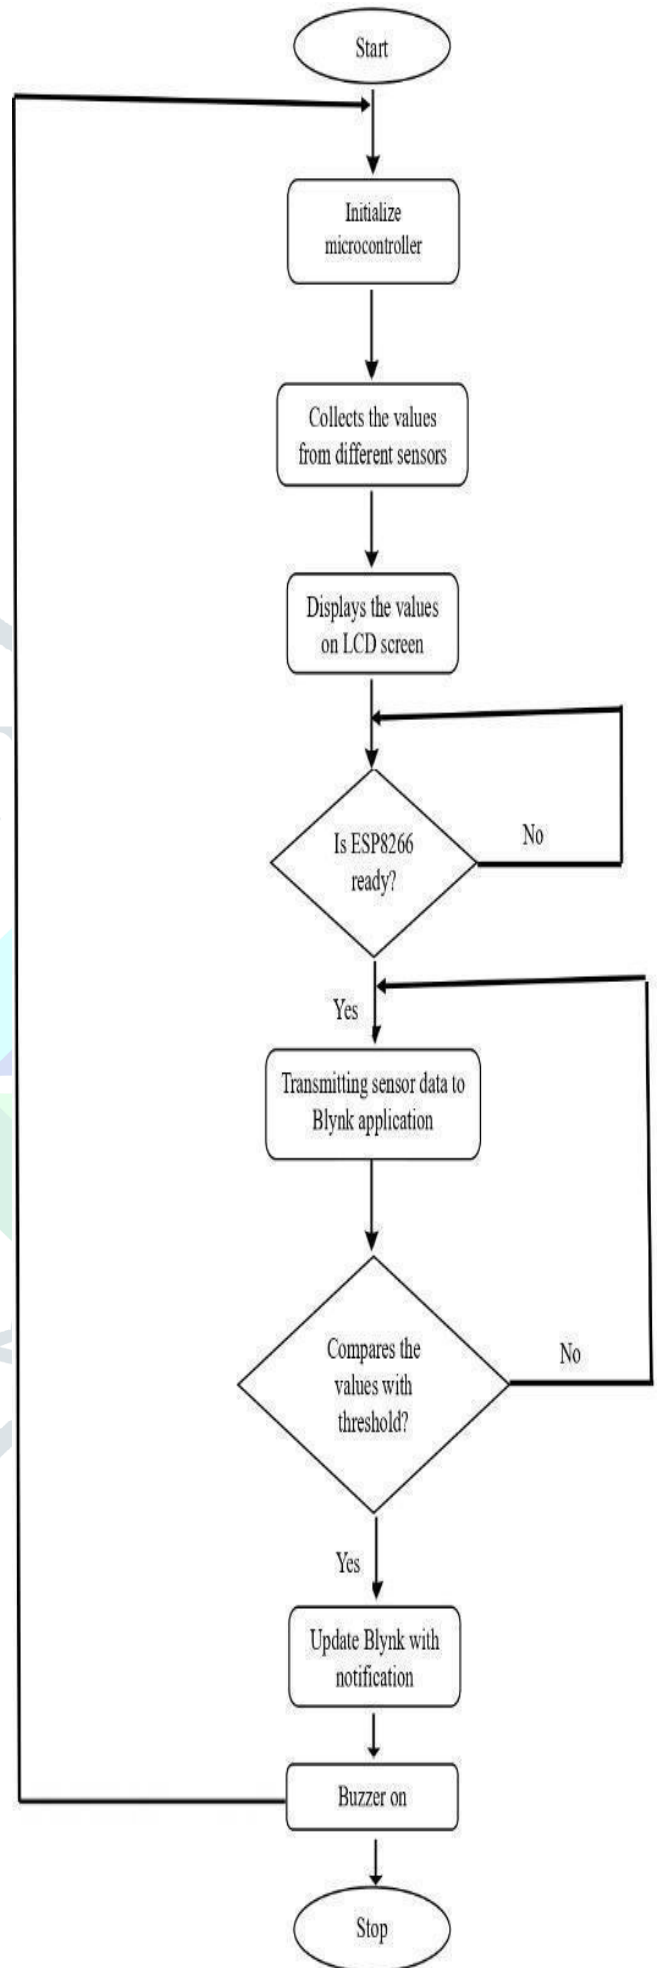 Start
Initialize
microcontroller
Collects the values
from different sensors
Displays the values
on LCD screen
Is ESP8266
ready?
No
Yes
Transmitting sensor data to
Blynk application
Compares the
values with
threshold?
No
Yes
Update Blynk with
notification
Buzzer on
Stop